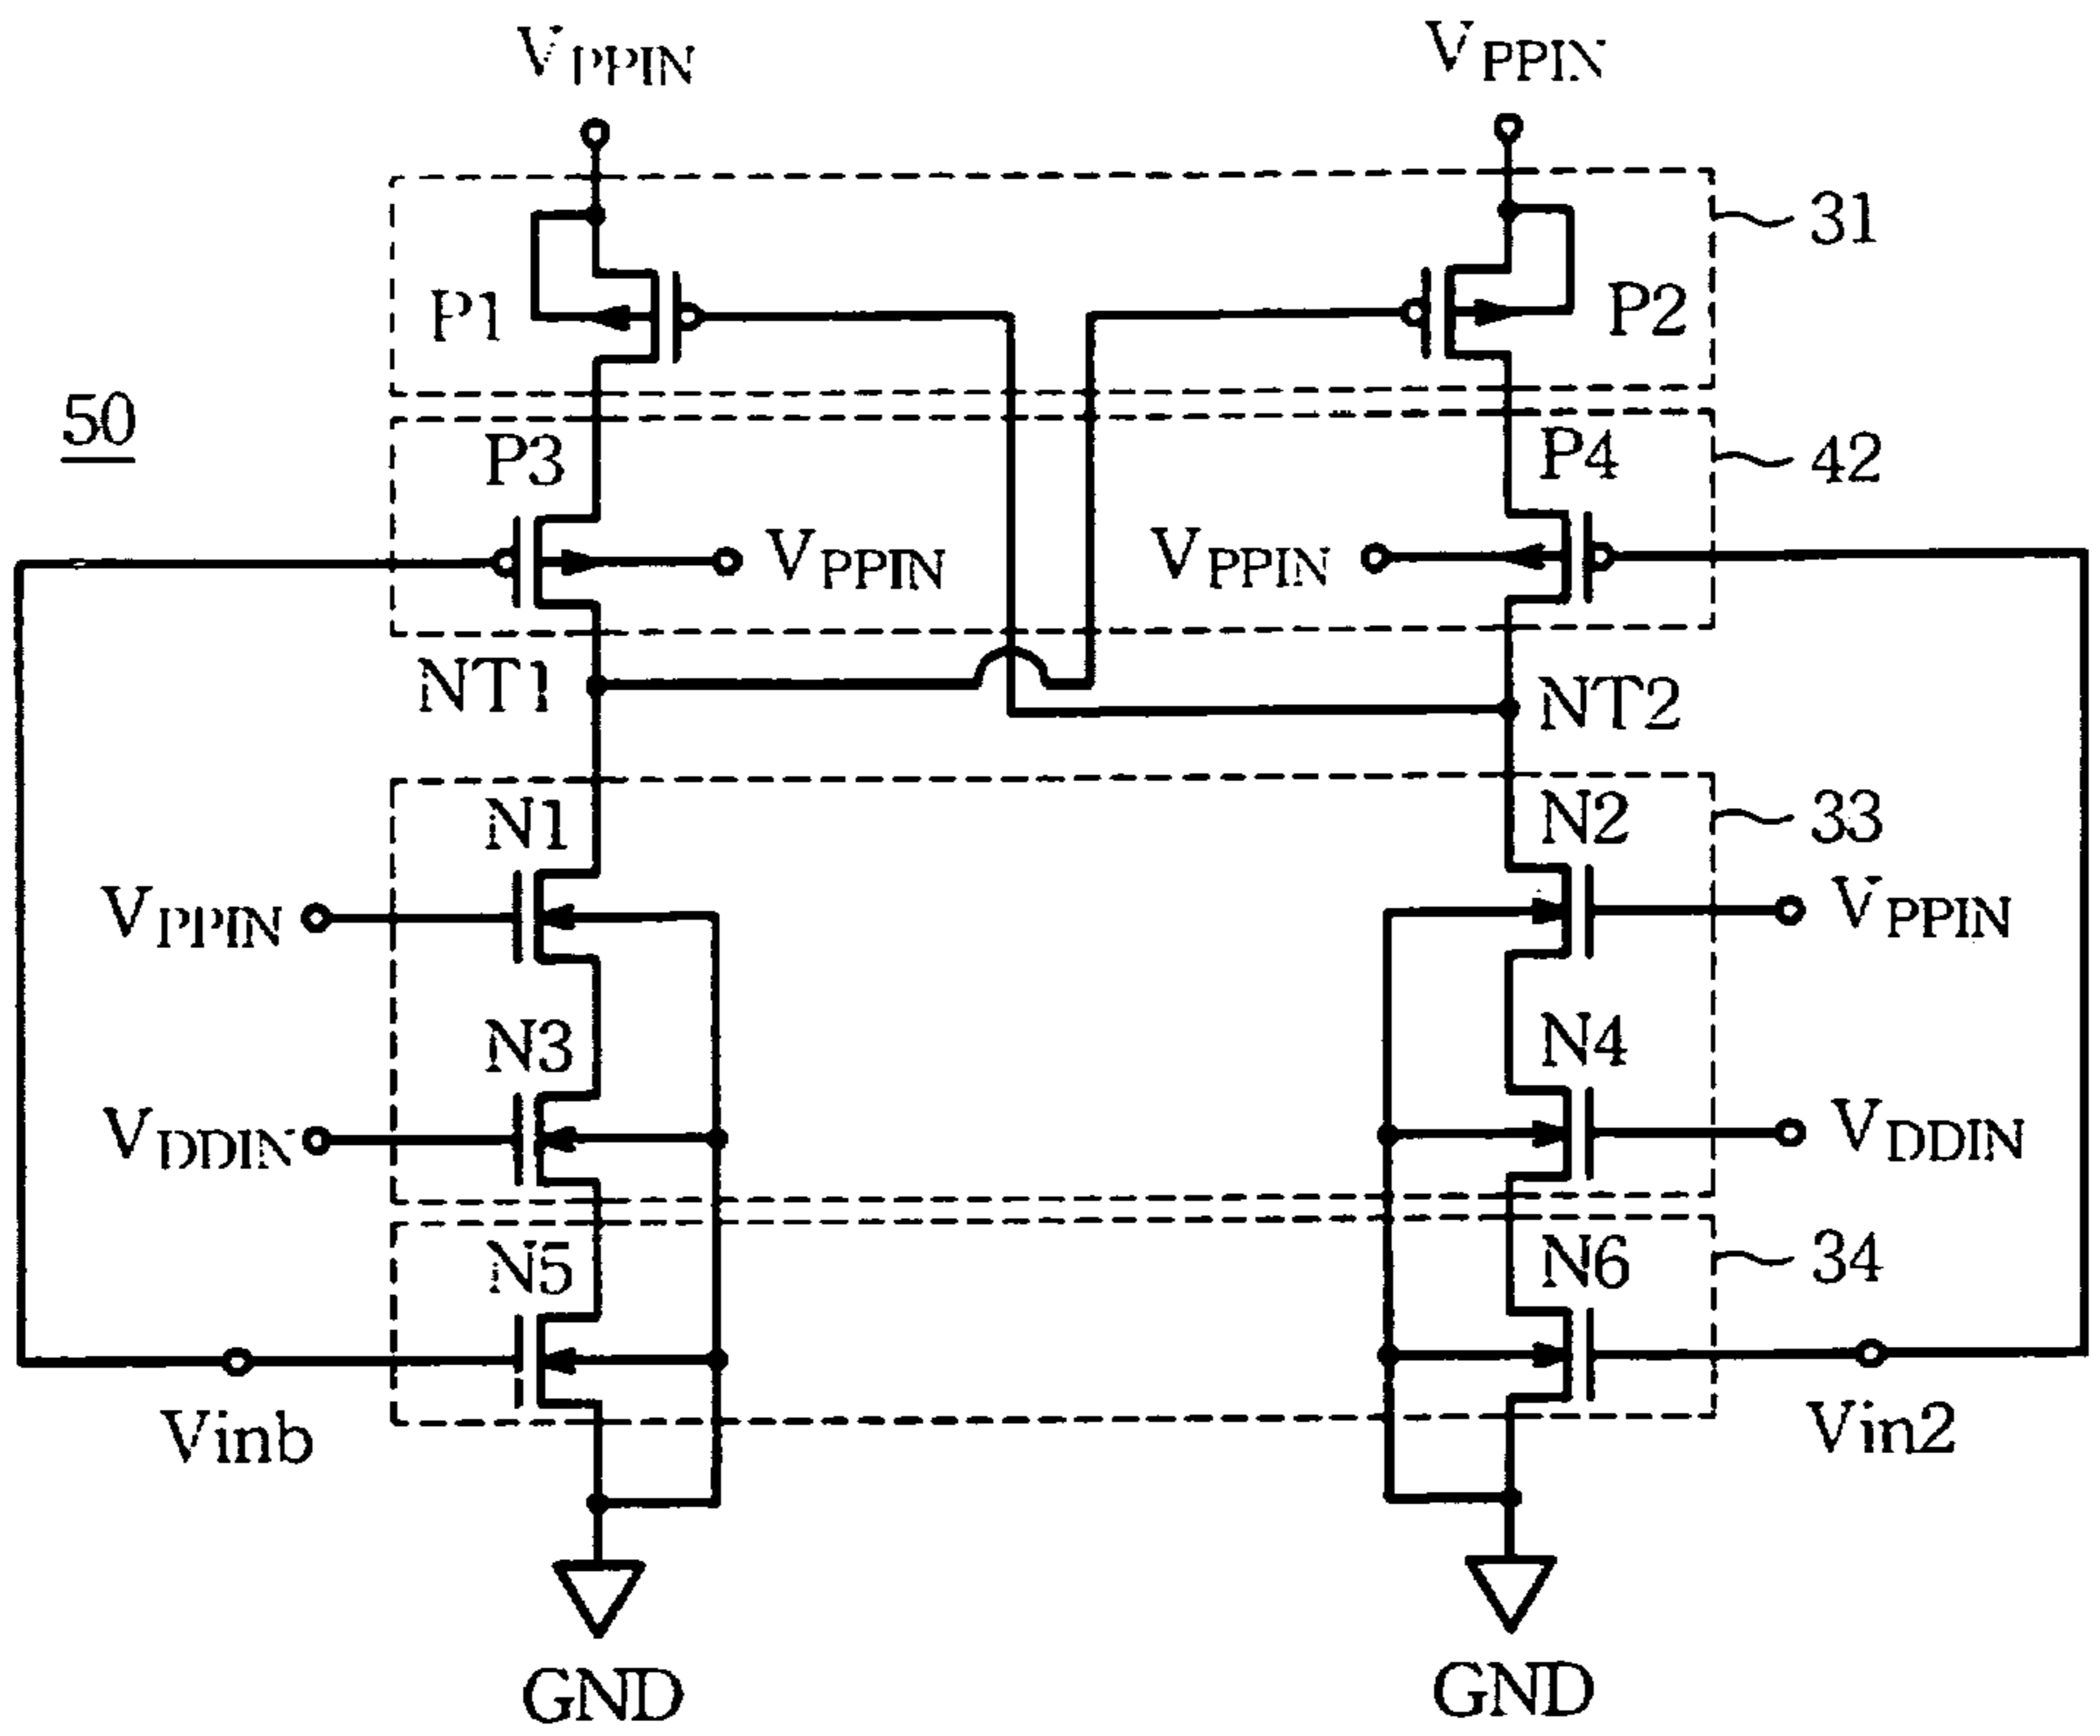 VPPIN VPPIN
31
P1 P2
50
P3 P4 42
VPPIN VPPIN
NT1 NT2
N1 N2 33
VPPIN VPPIN
N3 N4
VDDIN VDDIN
N5 N6 34
Vinb Vin2
GND GND